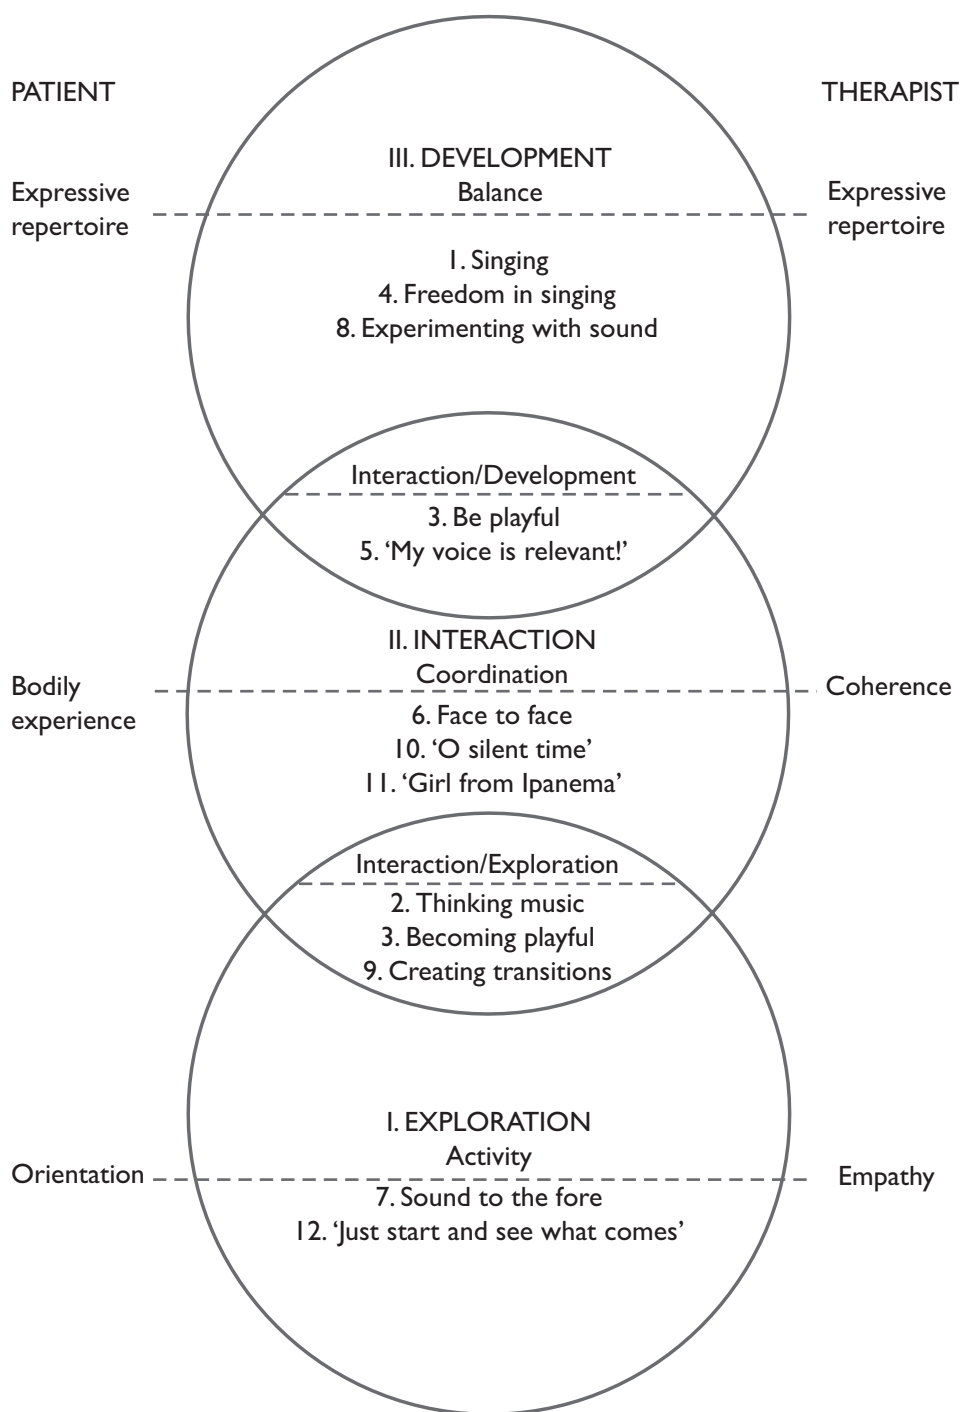 PATIENT
THERAPIST
III. DEVELOPMENT
Balance
Expressive
repertoire
Expressive
repertoire
1. Singing
4. Freedom in singing
8. Experimenting with sound
Interaction/Development
3. Be playful
5. ‘My voice is relevant!’
II. INTERACTION
Coordination
Bodily
experience
Coherence
6. Face to face
10. ‘O silent time’
11. ‘Girl from Ipanema’
Interaction/Exploration
2. Thinking music
3. Becoming playful
9. Creating transitions
I. EXPLORATION
Activity
Orientation
Empathy
7. Sound to the fore
12. ‘Just start and see what comes’